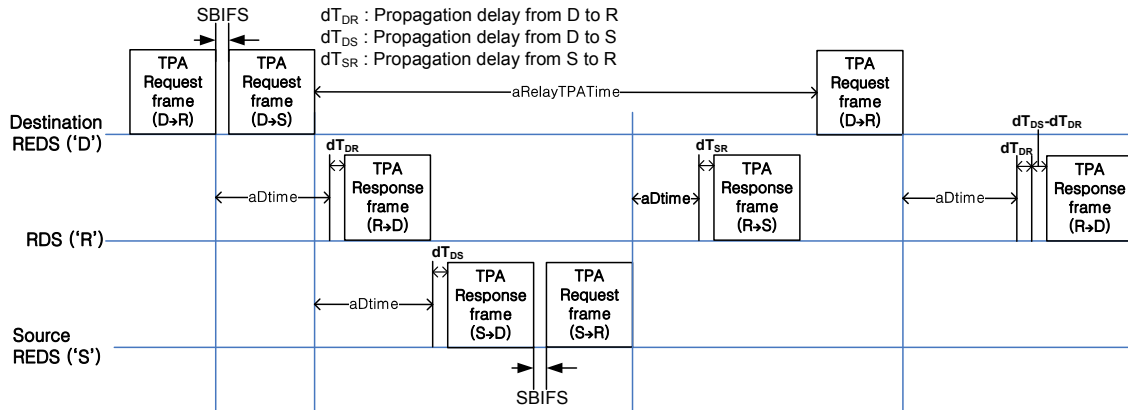 SBIFS
dT_DR : Propagation delay from D to R
dT_DS : Propagation delay from D to S
dT_SR : Propagation delay from S to R
TPA
Request
frame
(D→R)
TPA
Request
frame
(D→S)
aRelayTPATime
TPA
Request
frame
(D→R)
Destination
REDS ('D')
dT_DS-dT_DR
dT_DR
TPA
Response
frame
(R→D)
aDtime
dT_SR
TPA
Response
frame
(R→S)
aDtime
dT_DR
TPA
Response
frame
(R→D)
aDtime
RDS ('R')
dT_DS
TPA
Response
frame
(S→D)
TPA
Request
frame
(S→R)
aDtime
Source
REDS ('S')
SBIFS